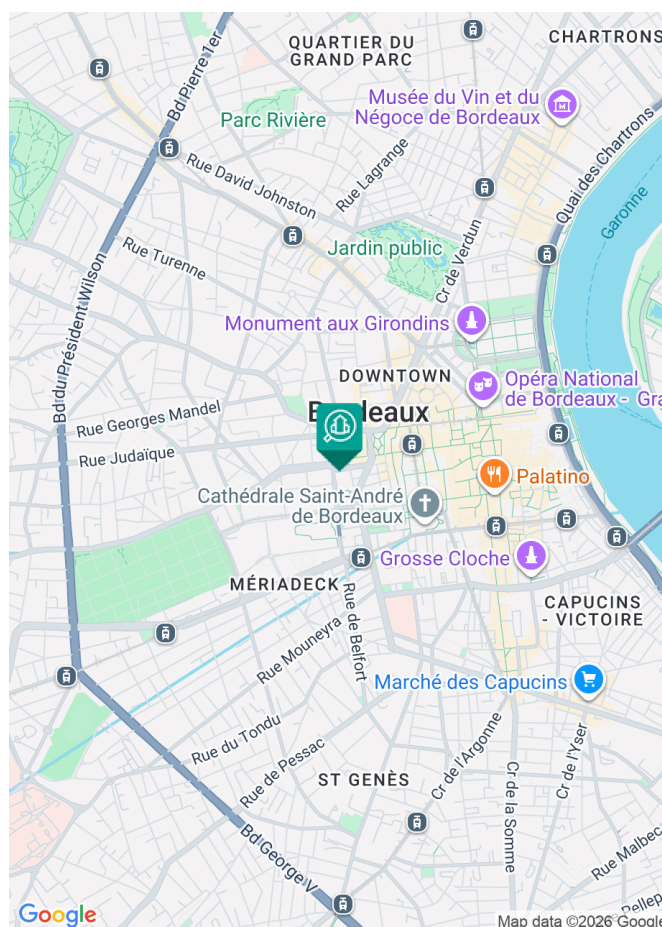 QUARTIER DU
GRAND PARC
CHARTRONS
Bd Pierre 1er
Musée du Vin et du
Négoce de Bordeaux
Parc Rivière
Rue Lagrange
Quai des Chartrons
Rue David Johnston
Garonne
Jardin public
Cr de Verdun
Rue Turenne
Bd du Président Wilson
Monument aux Girondins
DOWNTOWN
Opéra National
de Bordeaux - Gra
Rue Georges Mandel
Rue Judaïque
Palatino
Cathédrale Saint-André
de Bordeaux
Grosse Cloche
MÉRIADECK
Rue de Belfort
CAPUCINS
- VICTOIRE
Rue Mouneyra
Marché des Capucins
Rue du Tondu
Rue de Pessac
Cr de l'Argonne
Cr de l'Yser
ST GENÈS
Cr de la Somme
Bd George V
Rue Malbec
Google
Map data ©2026 Google